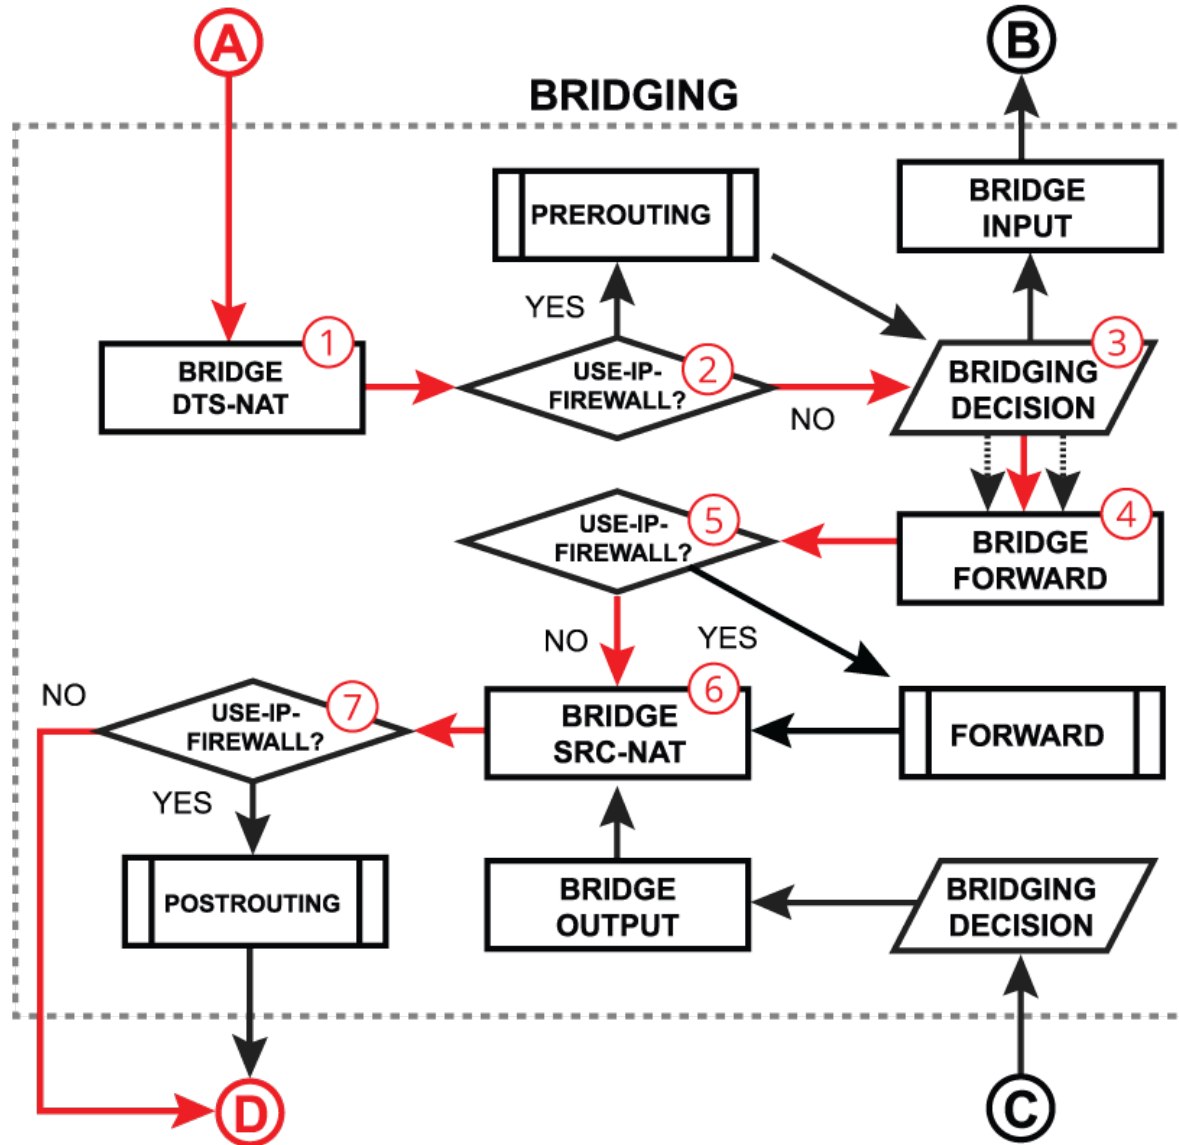 A
B
BRIDGING
PREROUTING
BRIDGE
INPUT
YES
1
BRIDGE
DTS-NAT
2
USE-IP-
FIREWALL?
NO
3
BRIDGING
DECISION
5
USE-IP-
FIREWALL?
4
BRIDGE
FORWARD
NO
YES
NO
7
USE-IP-
FIREWALL?
6
BRIDGE
SRC-NAT
FORWARD
YES
POSTROUTING
BRIDGE
OUTPUT
BRIDGING
DECISION
D
C